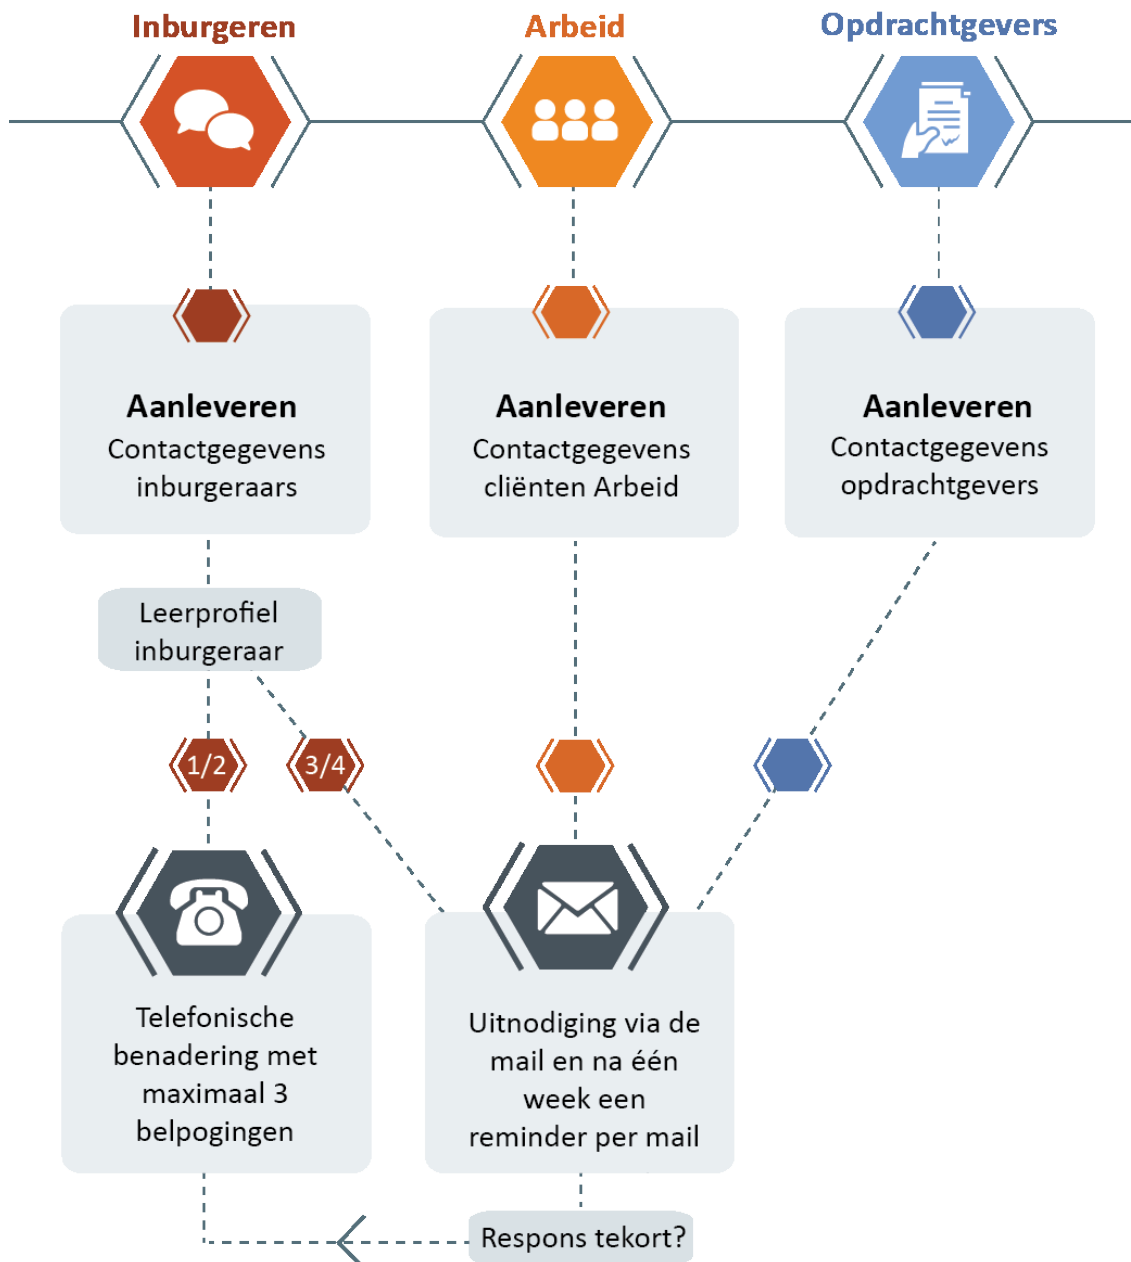 Inburgeren
Arbeid
Opdrachtgevers
Aanleveren
Contactgegevens
inburgeraars
Aanleveren
Contactgegevens
cliënten Arbeid
Aanleveren
Contactgegevens
opdrachtgevers
Leerprofiel
inburgeraar
1/2
3/4
Telefonische
benadering met
maximaal 3
belpogingen
Uitnodiging via de
mail en na één
week een
reminder per mail
Respons tekort?